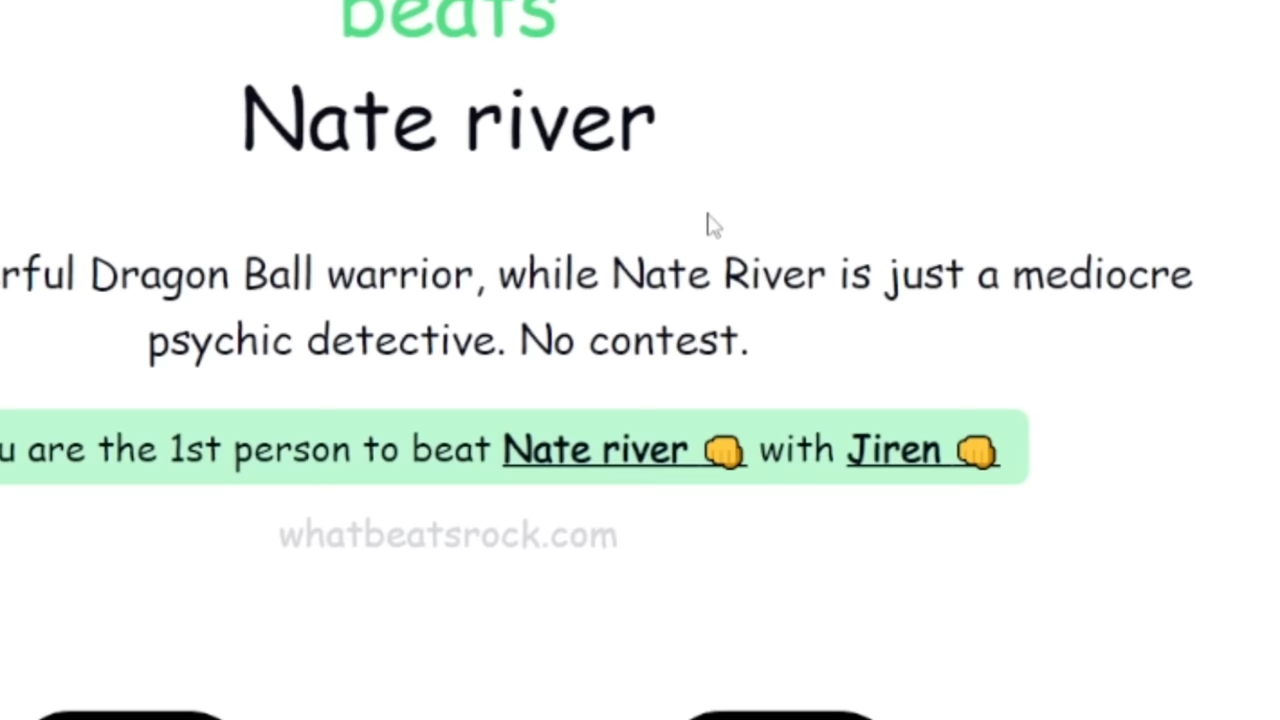 beats
Nate river
Dragon Ball warrior, while Nate River is just a mediocre
psychic detective. No contest.
are the 1st person to beat Nate river 👊 with Jiren 👊
whatbeatsrock.com